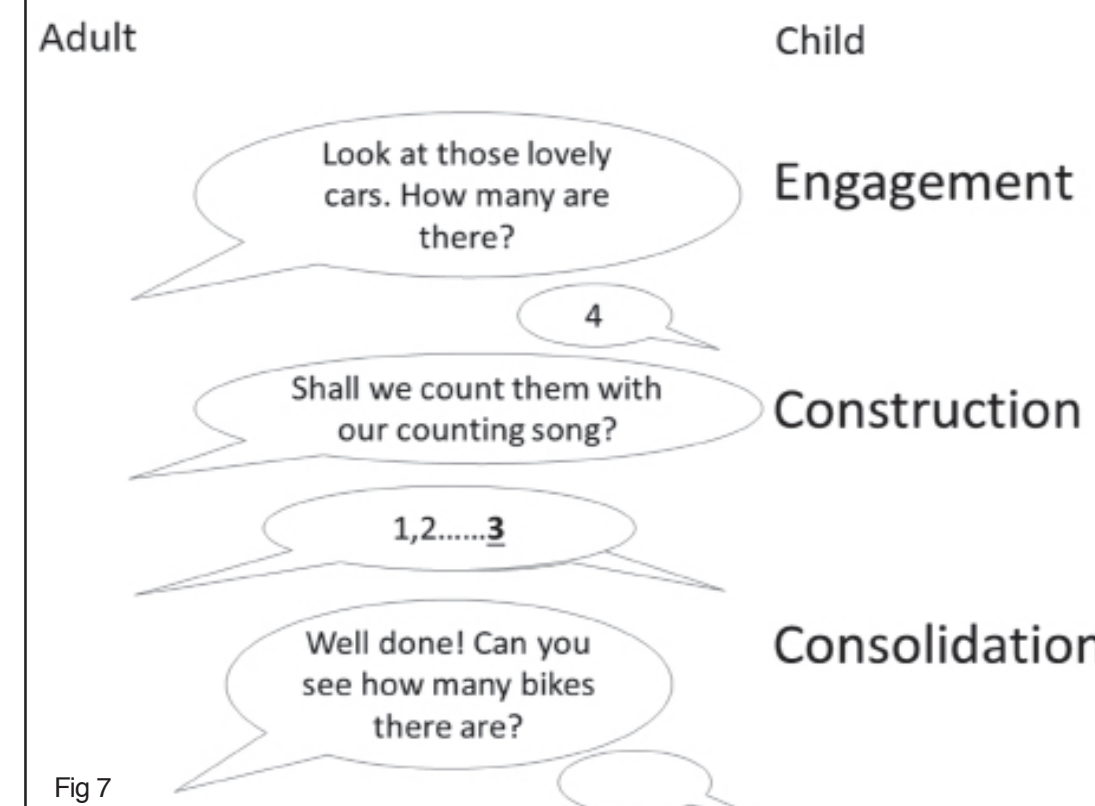 Adult
Child
Look at those lovely
cars. How many are
there?
Engagement
4
Shall we count them with
our counting song?
Construction
1,2......3
Well done! Can you
see how many bikes
there are?
Consolidation
Fig 7